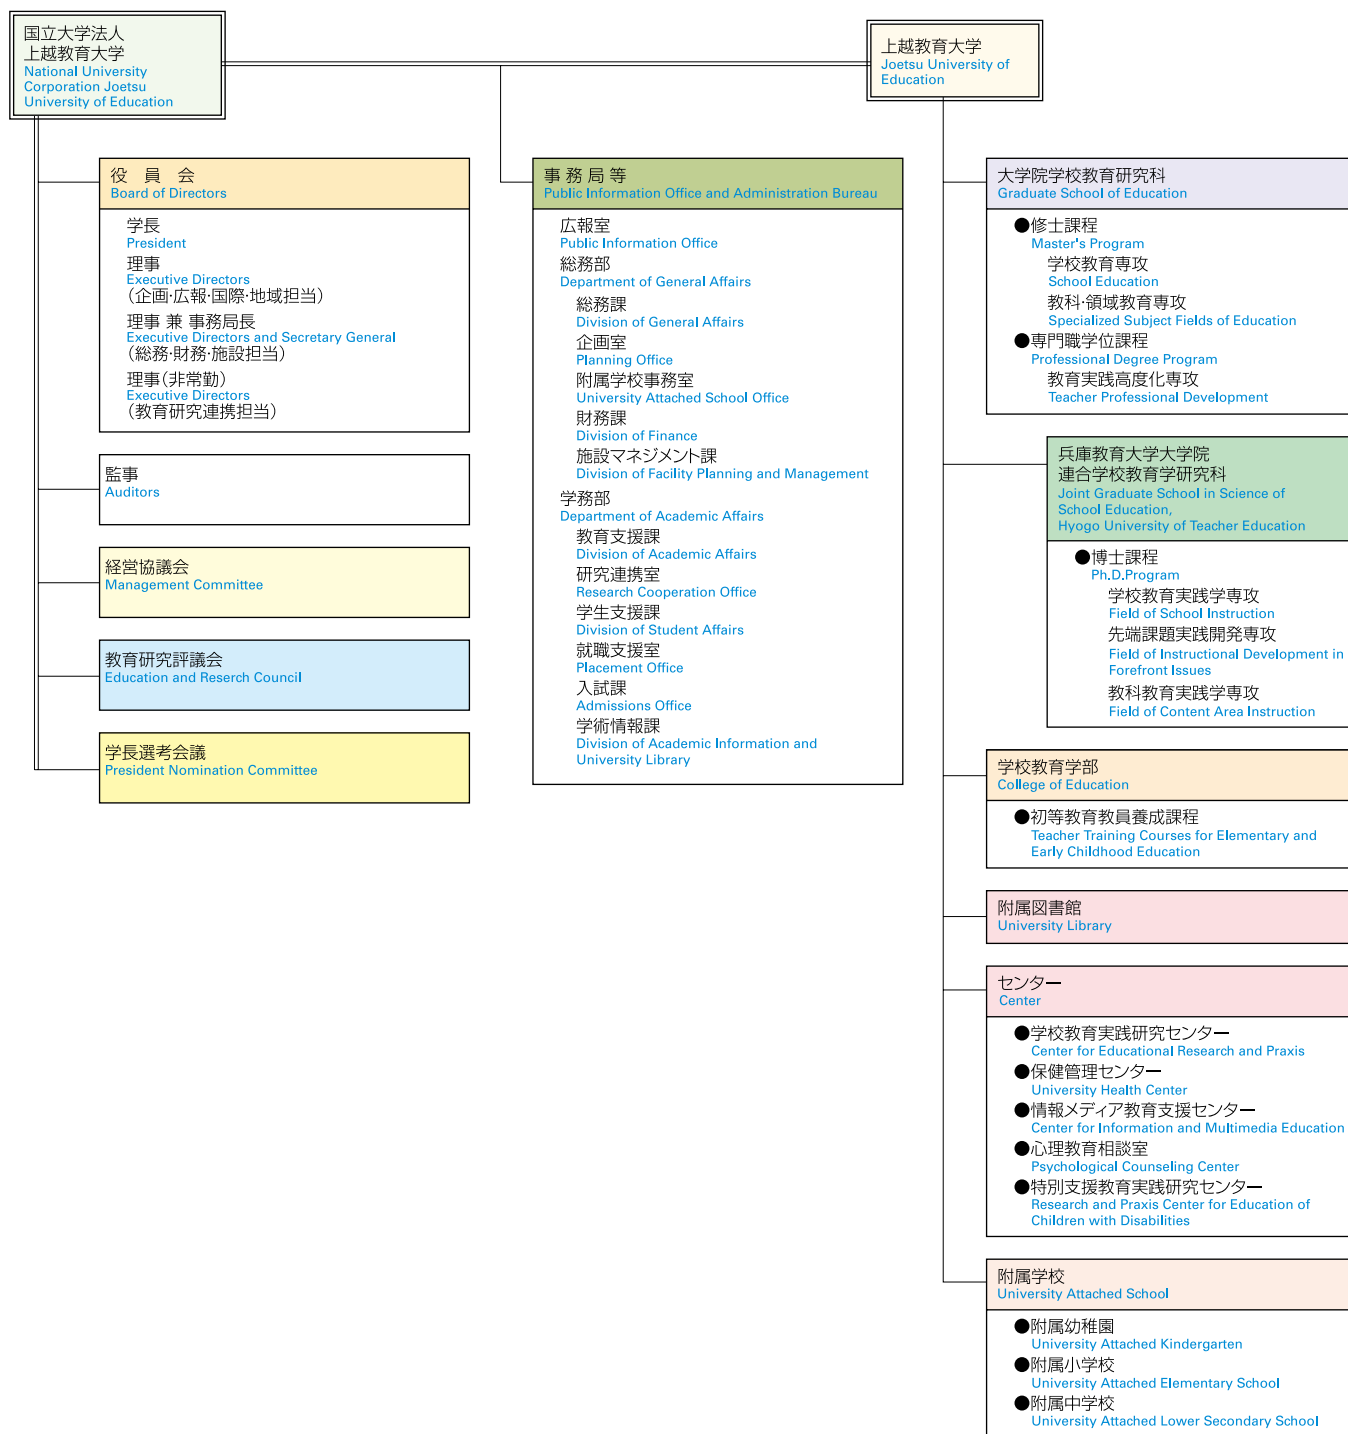 国立大学法人
上越教育大学
National University
Corporation Joetsu
University of Education
上越教育大学
Joetsu University of
Education
役 員 会
Board of Directors
学長
President
理事
Executive Directors
(企画・広報・国際・地域担当)
理事 兼 事務局長
Executive Directors and Secretary General
(総務・財務・施設担当)
理事(非常勤)
Executive Directors
(教育研究連携担当)
監事
Auditors
経営協議会
Management Committee
教育研究評議会
Education and Reserch Council
学長選考会議
President Nomination Committee
事務局等
Public Information Office and Administration Bureau
広報室
Public Information Office
総務部
Department of General Affairs
総務課
Division of General Affairs
企画室
Planning Office
附属学校事務室
University Attached School Office
財務課
Division of Finance
施設マネジメント課
Division of Facility Planning and Management
学務部
Department of Academic Affairs
教育支援課
Division of Academic Affairs
研究連携室
Research Cooperation Office
学生支援課
Division of Student Affairs
就職支援室
Placement Office
入試課
Admissions Office
学術情報課
Division of Academic Information and
University Library
大学院学校教育研究科
Graduate School of Education
●修士課程
Master's Program
学校教育専攻
School Education
教科・領域教育専攻
Specialized Subject Fields of Education
●専門職学位課程
Professional Degree Program
教育実践高度化専攻
Teacher Professional Development
兵庫教育大学大学院
連合学校教育学研究科
Joint Graduate School in Science of
School Education,
Hyogo University of Teacher Education
●博士課程
Ph.D.Program
学校教育実践学専攻
Field of School Instruction
先端課題実践開発専攻
Field of Instructional Development in
Forefront Issues
教科教育実践学専攻
Field of Content Area Instruction
学校教育学部
College of Education
●初等教育教員養成課程
Teacher Training Courses for Elementary and
Early Childhood Education
附属図書館
University Library
センター
Center
●学校教育実践研究センター
Center for Educational Research and Praxis
●保健管理センター
University Health Center
●情報メディア教育支援センター
Center for Information and Multimedia Education
●心理教育相談室
Psychological Counseling Center
●特別支援教育実践研究センター
Research and Praxis Center for Education of
Children with Disabilities
附属学校
University Attached School
●附属幼稚園
University Attached Kindergarten
●附属小学校
University Attached Elementary School
●附属中学校
University Attached Lower Secondary School